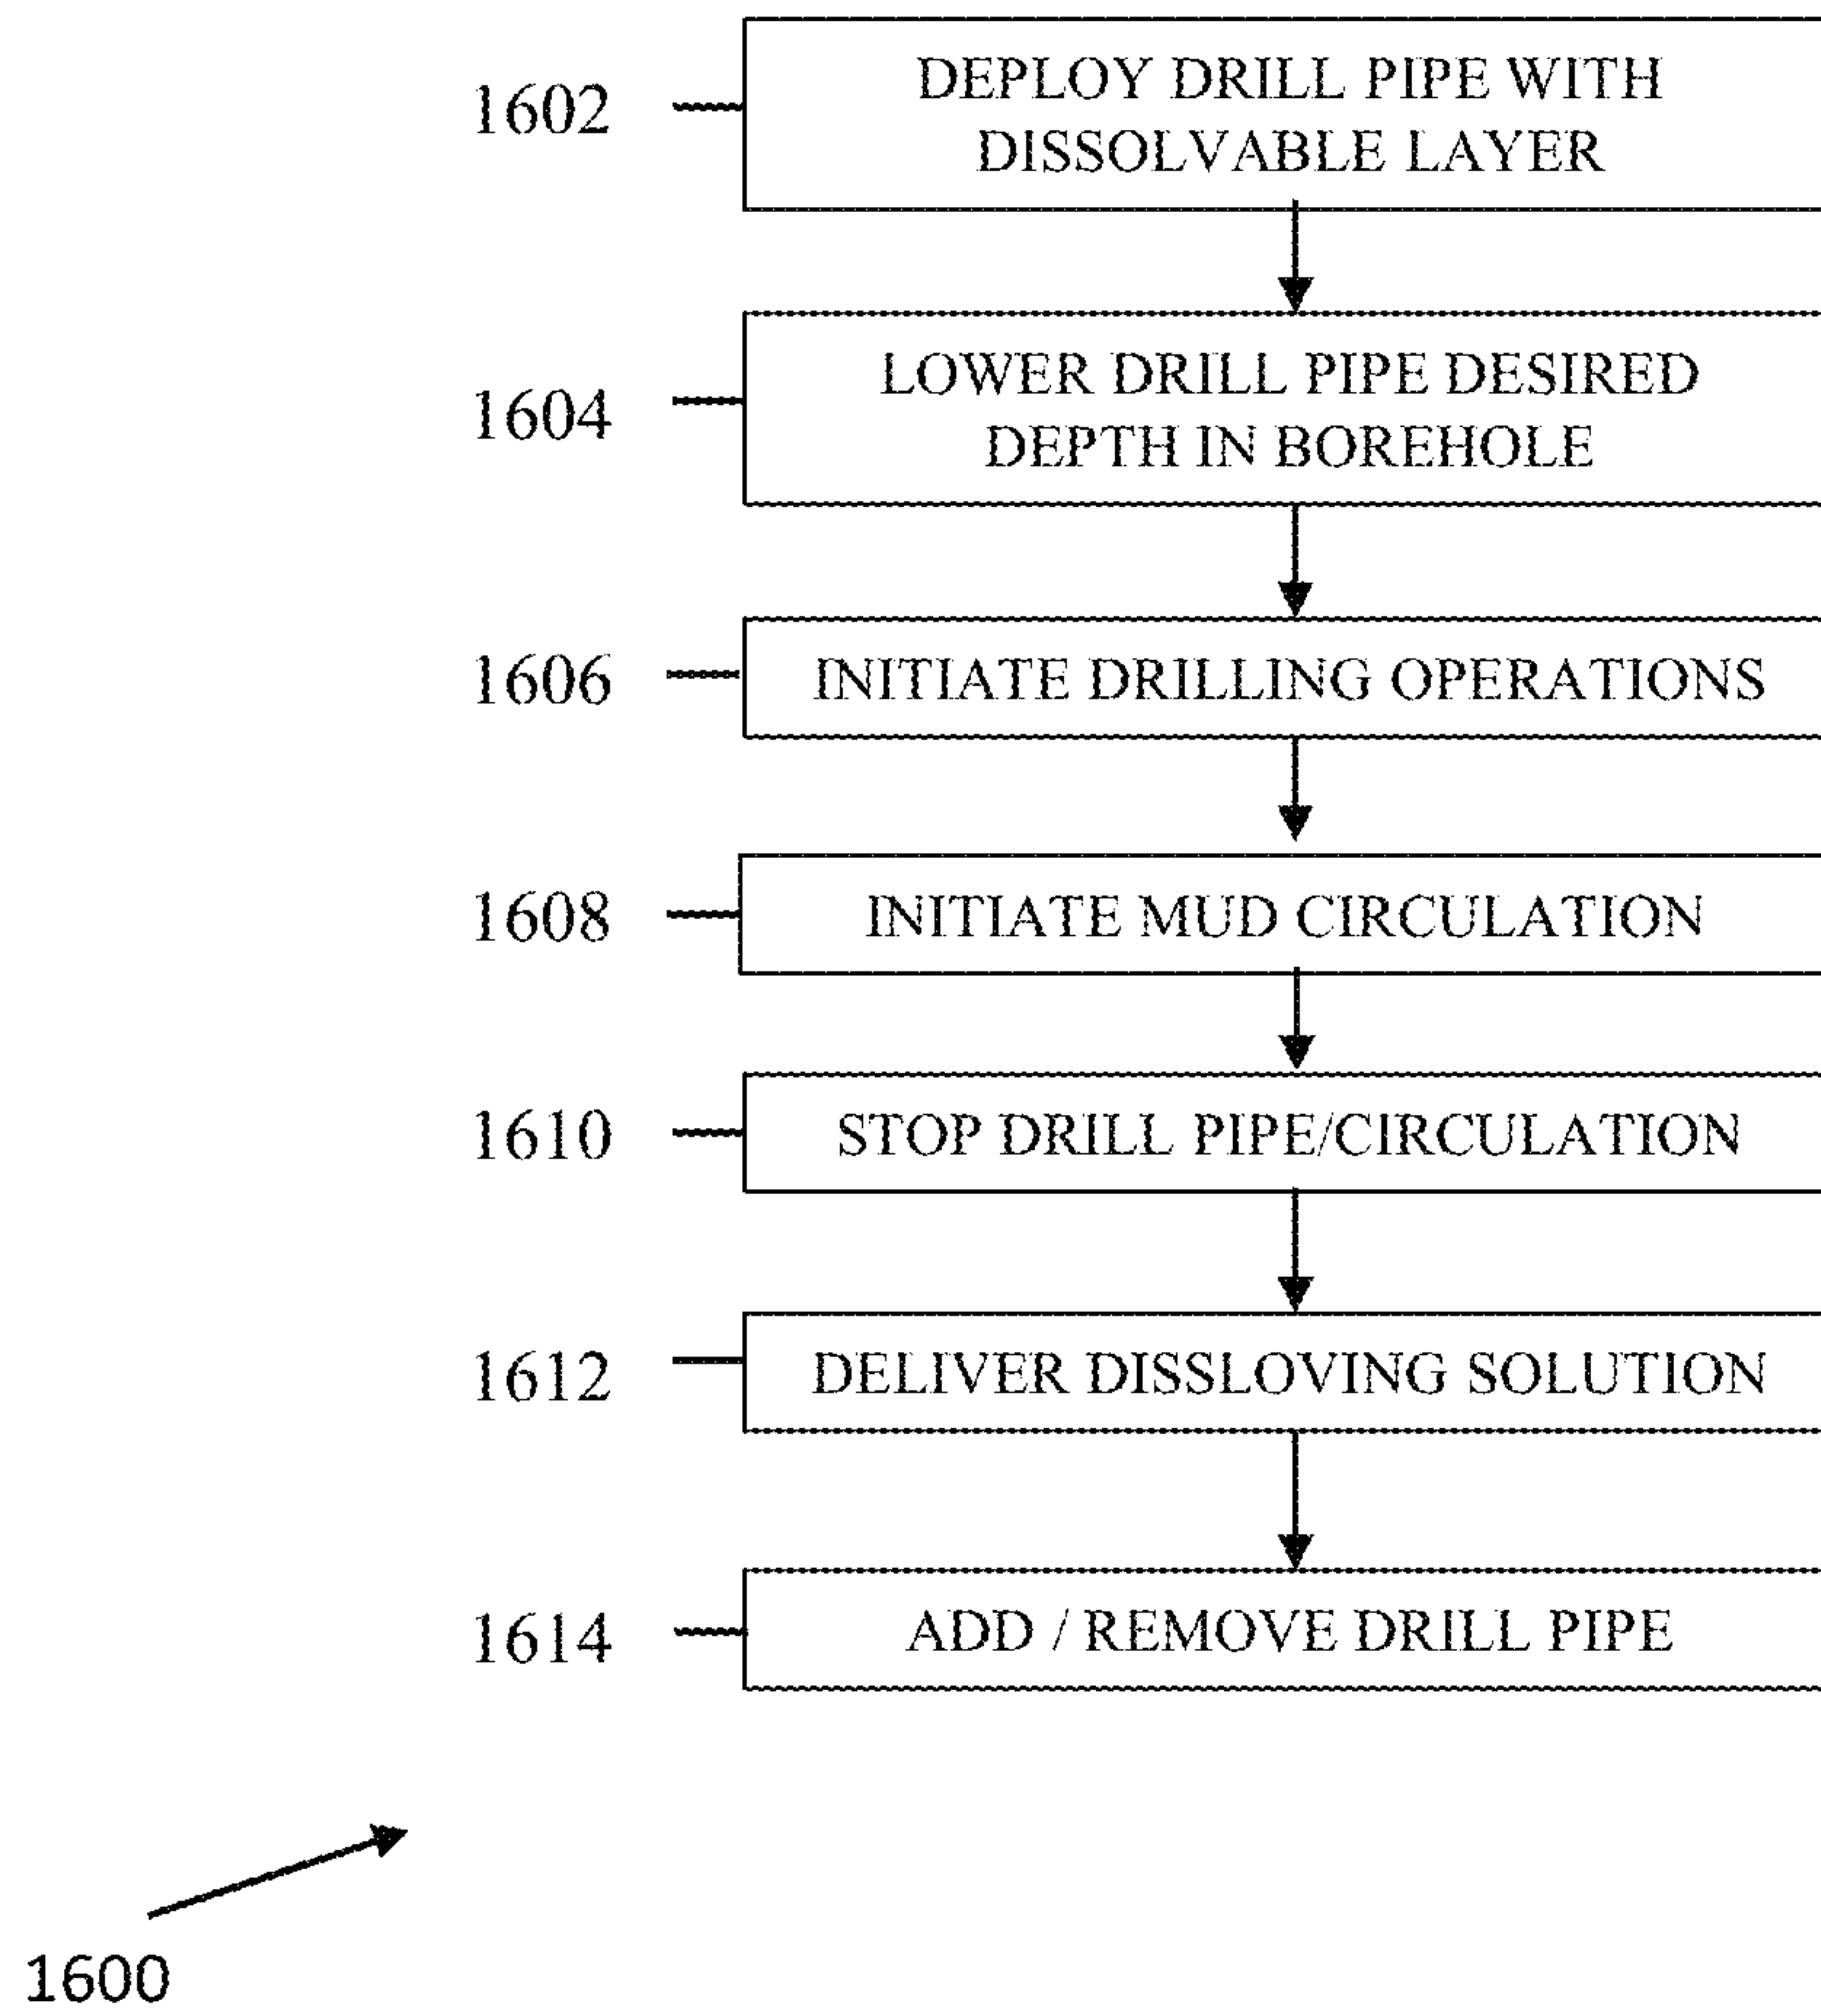 1602
DEPLOY DRILL PIPE WITH
DISSOLVABLE LAYER
1604
LOWER DRILL PIPE DESIRED
DEPTH IN BOREHOLE
1606
INITIATE DRILLING OPERATIONS
1608
INITIATE MUD CIRCULATION
1610
STOP DRILL PIPE/CIRCULATION
1612
DELIVER DISSLOVING SOLUTION
1614
ADD / REMOVE DRILL PIPE
1600